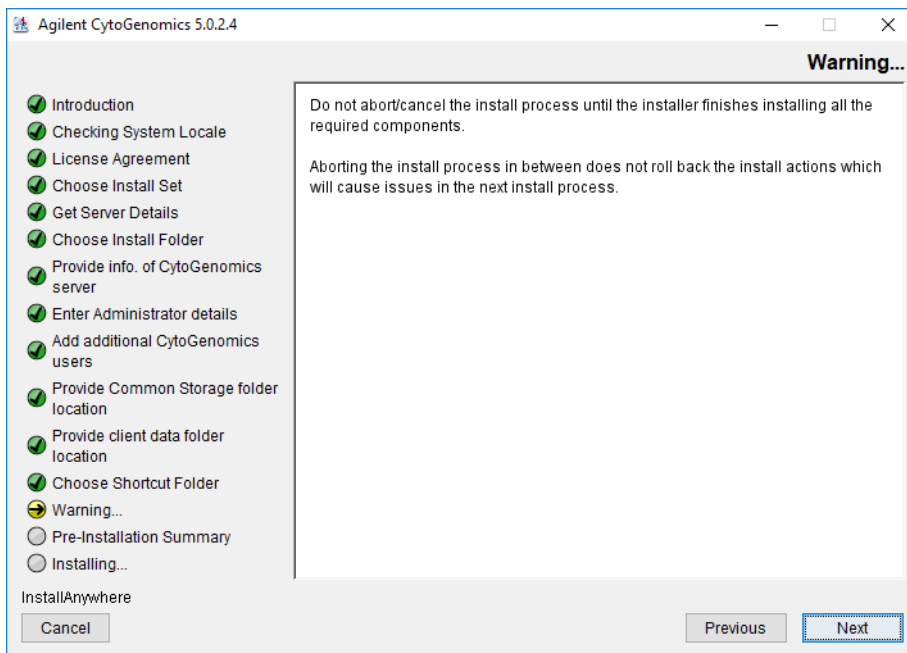 Agilent CytoGenomics 5.0.2.4
Warning...
Introduction
Checking System Locale
License Agreement
Choose Install Set
Get Server Details
Choose Install Folder
Provide info. of CytoGenomics
server
Enter Administrator details
Add additional CytoGenomics
users
Provide Common Storage folder
location
Provide client data folder
location
Choose Shortcut Folder
Warning...
Pre-Installation Summary
Installing...
Do not abort/cancel the install process until the installer finishes installing all the
required components.
Aborting the install process in between does not roll back the install actions which
will cause issues in the next install process.
InstallAnywhere
Cancel
Previous
Next